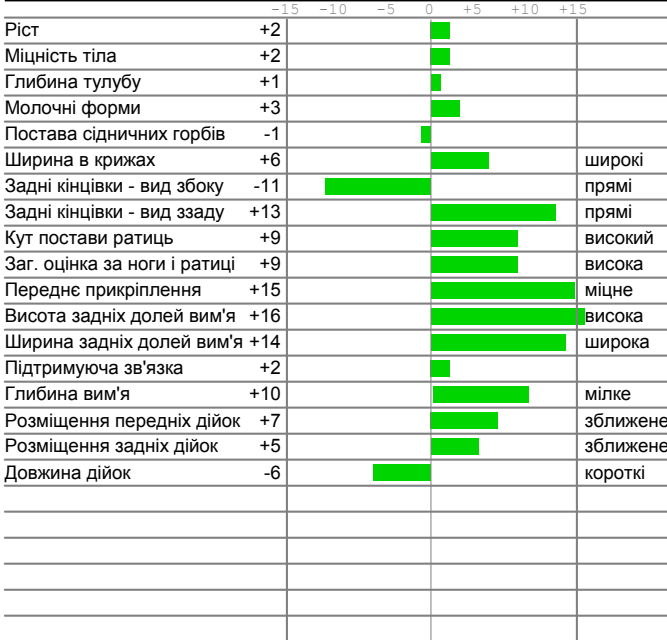 -15 -10 -5 0 +5 +10 +15
Ріст +2
Міцність тіла +2
Глибина тулубу +1
Молочні форми +3
Постава сідничних горбів -1
Ширина в крижах +6 широкі
Задні кінцівки - вид збоку -11 прямі
Задні кінцівки - вид ззаду +13 прямі
Кут постави ратиць +9 високий
Заг. оцінка за ноги і ратиці +9 висока
Переднє прикріплення +15 міцне
Висота задніх долей вим'я +16 висока
Ширина задніх долей вим'я +14 широка
Підтримуюча зв'язка +2
Глибина вим'я +10 мілке
Розміщення передніх дійок +7 зближене
Розміщення задніх дійок +5 зближене
Довжина дійок -6 короткі